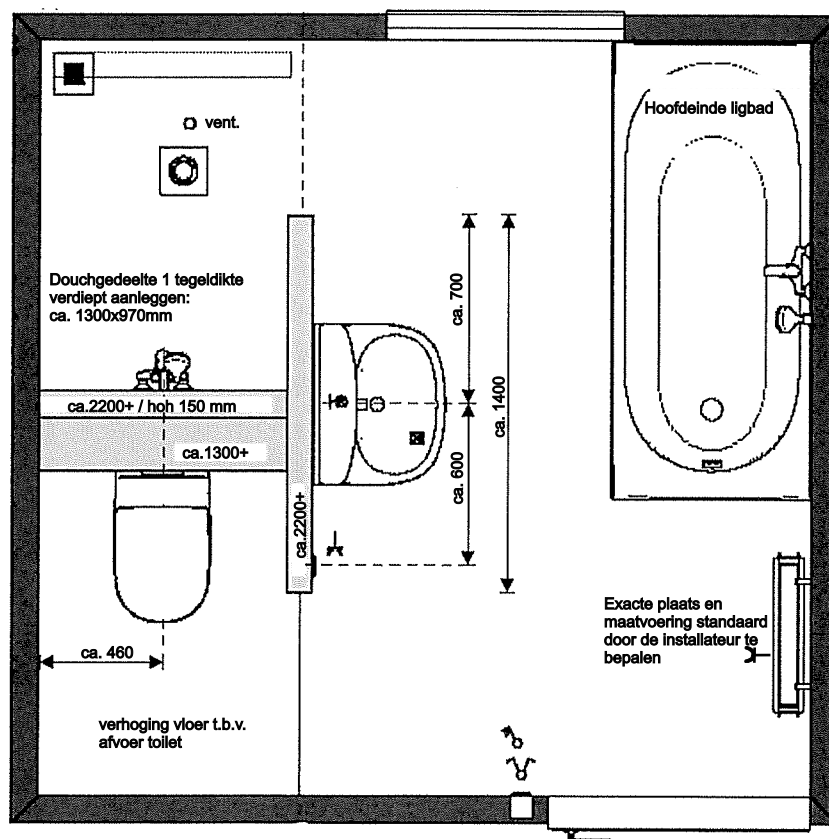 Hoofdeinde ligbad
vent.
Douchgedeelte 1 tegeldikte
verdiept aanleggen:
ca. 1300x970mm
ca. 700
ca. 1400
ca.2200+ / hoh 150 mm
ca.1300+
ca. 600
ca.2200+
Exacte plaats en
maatvoering standaard
door de installateur te
bepalen
ca. 460
verhoging vloer t.b.v.
afvoer toilet